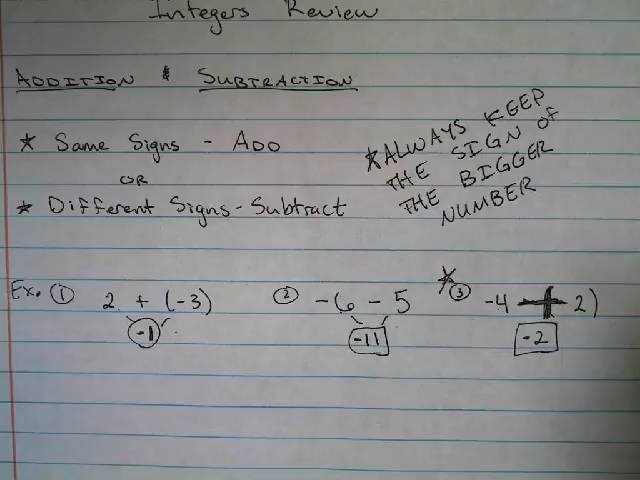 Integers Review
ADDITION & SUBTRACTION
* Same Signs - ADD
OR
* Different Signs - Subtract
*ALWAYS KEEP
THE SIGN OF
THE BIGGER
NUMBER
Ex. ① 2 + (-3)
-1
② -6 - 5
-11
* ③ -4 + 2)
-2